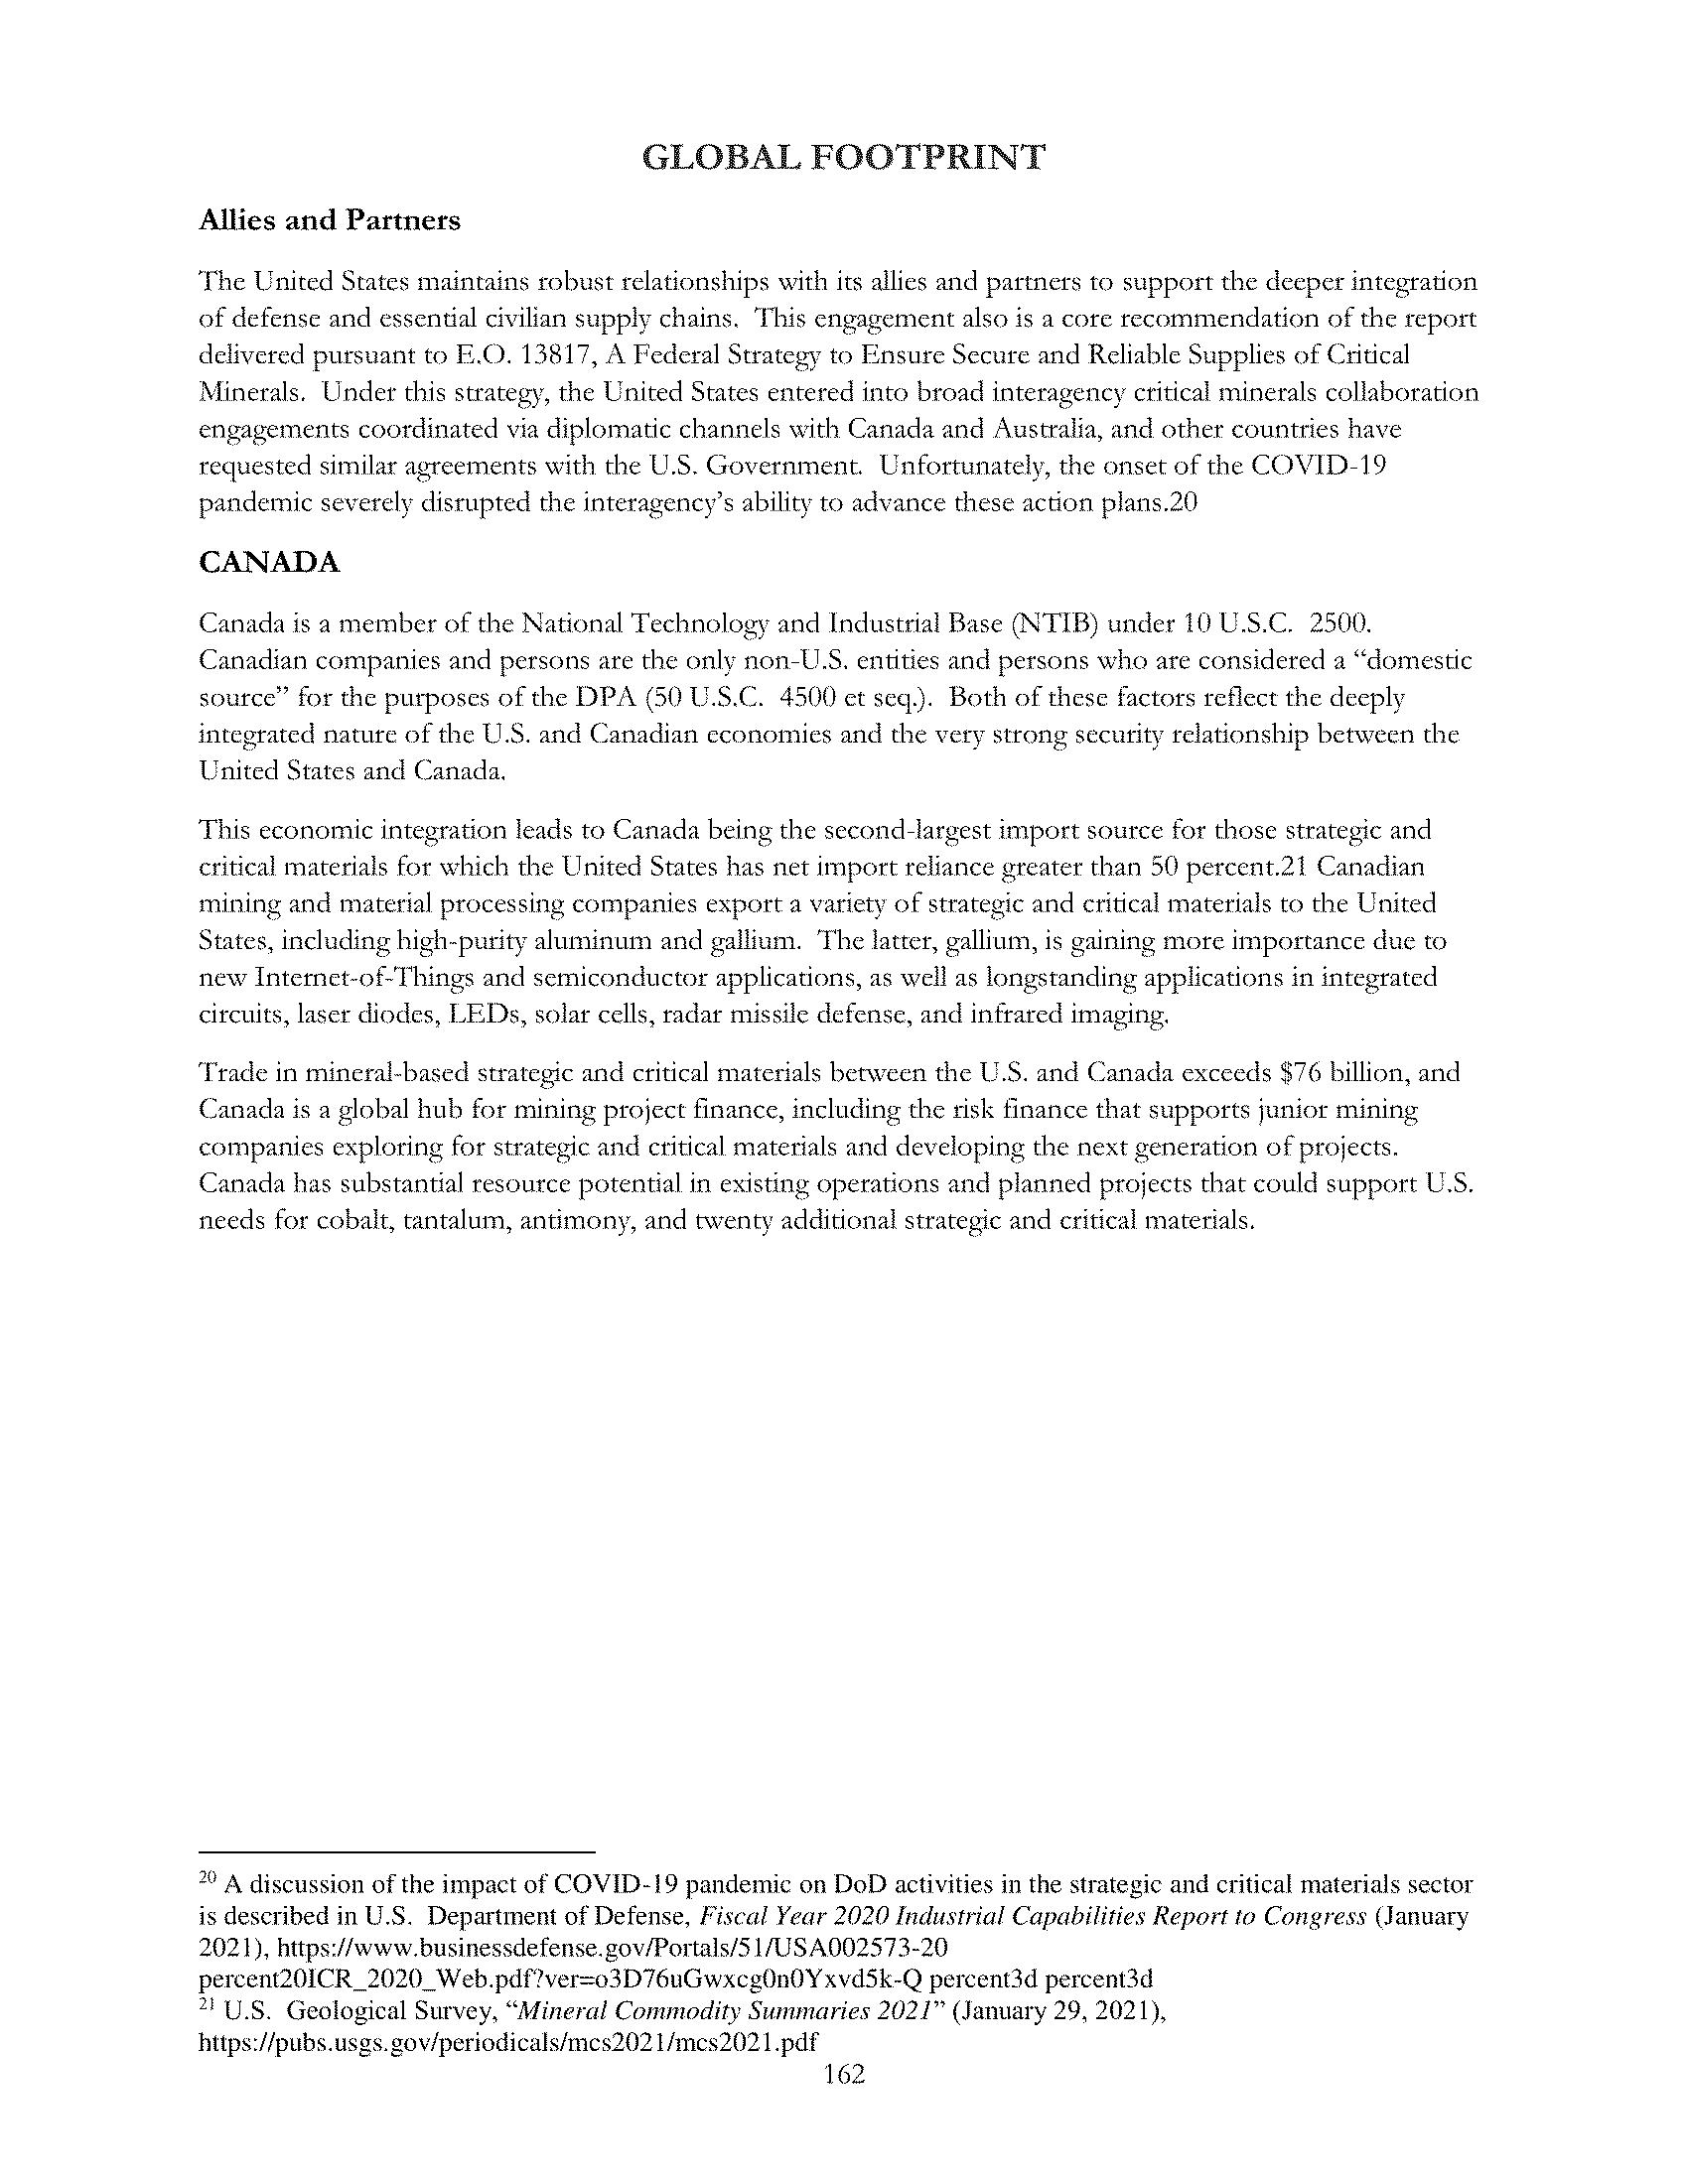 GLOBAL FOOTPRINT
Allies and Partners
The United States maintains robust relationships with its allies and partners to support the deeper integration
of defense and essential civilian supply chains.  This engagement also is a core recommendation of the report
delivered pursuant to E.O. 13817, A Federal Strategy to Ensure Secure and Reliable Supplies of Critical
Minerals.  Under this strategy, the United States entered into broad interagency critical minerals collaboration
engagements coordinated via diplomatic channels with Canada and Australia, and other countries have
requested similar agreements with the U.S. Government.  Unfortunately, the onset of the COVID-19
pandemic severely disrupted the interagency’s ability to advance these action plans.20
CANADA
Canada is a member of the National Technology and Industrial Base (NTIB) under 10 U.S.C.  2500.
Canadian companies and persons are the only non-U.S. entities and persons who are considered a “domestic
source” for the purposes of the DPA (50 U.S.C.  4500 et seq.).  Both of these factors reflect the deeply
integrated nature of the U.S. and Canadian economies and the very strong security relationship between the
United States and Canada.
This economic integration leads to Canada being the second-largest import source for those strategic and
critical materials for which the United States has net import reliance greater than 50 percent.21 Canadian
mining and material processing companies export a variety of strategic and critical materials to the United
States, including high-purity aluminum and gallium.  The latter, gallium, is gaining more importance due to
new Internet-of-Things and semiconductor applications, as well as longstanding applications in integrated
circuits, laser diodes, LEDs, solar cells, radar missile defense, and infrared imaging.
Trade in mineral-based strategic and critical materials between the U.S. and Canada exceeds $76 billion, and
Canada is a global hub for mining project finance, including the risk finance that supports junior mining
companies exploring for strategic and critical materials and developing the next generation of projects.
Canada has substantial resource potential in existing operations and planned projects that could support U.S.
needs for cobalt, tantalum, antimony, and twenty additional strategic and critical materials.
20 A discussion of the impact of COVID-19 pandemic on DoD activities in the strategic and critical materials sector
is described in U.S.  Department of Defense, Fiscal Year 2020 Industrial Capabilities Report to Congress (January
2021), https://www.businessdefense.gov/Portals/51/USA002573-20
percent20ICR_2020_Web.pdf?ver=o3D76uGwxcg0n0Yxvd5k-Q percent3d percent3d
21 U.S.  Geological Survey, “Mineral Commodity Summaries 2021” (January 29, 2021),
https://pubs.usgs.gov/periodicals/mcs2021/mcs2021.pdf
162